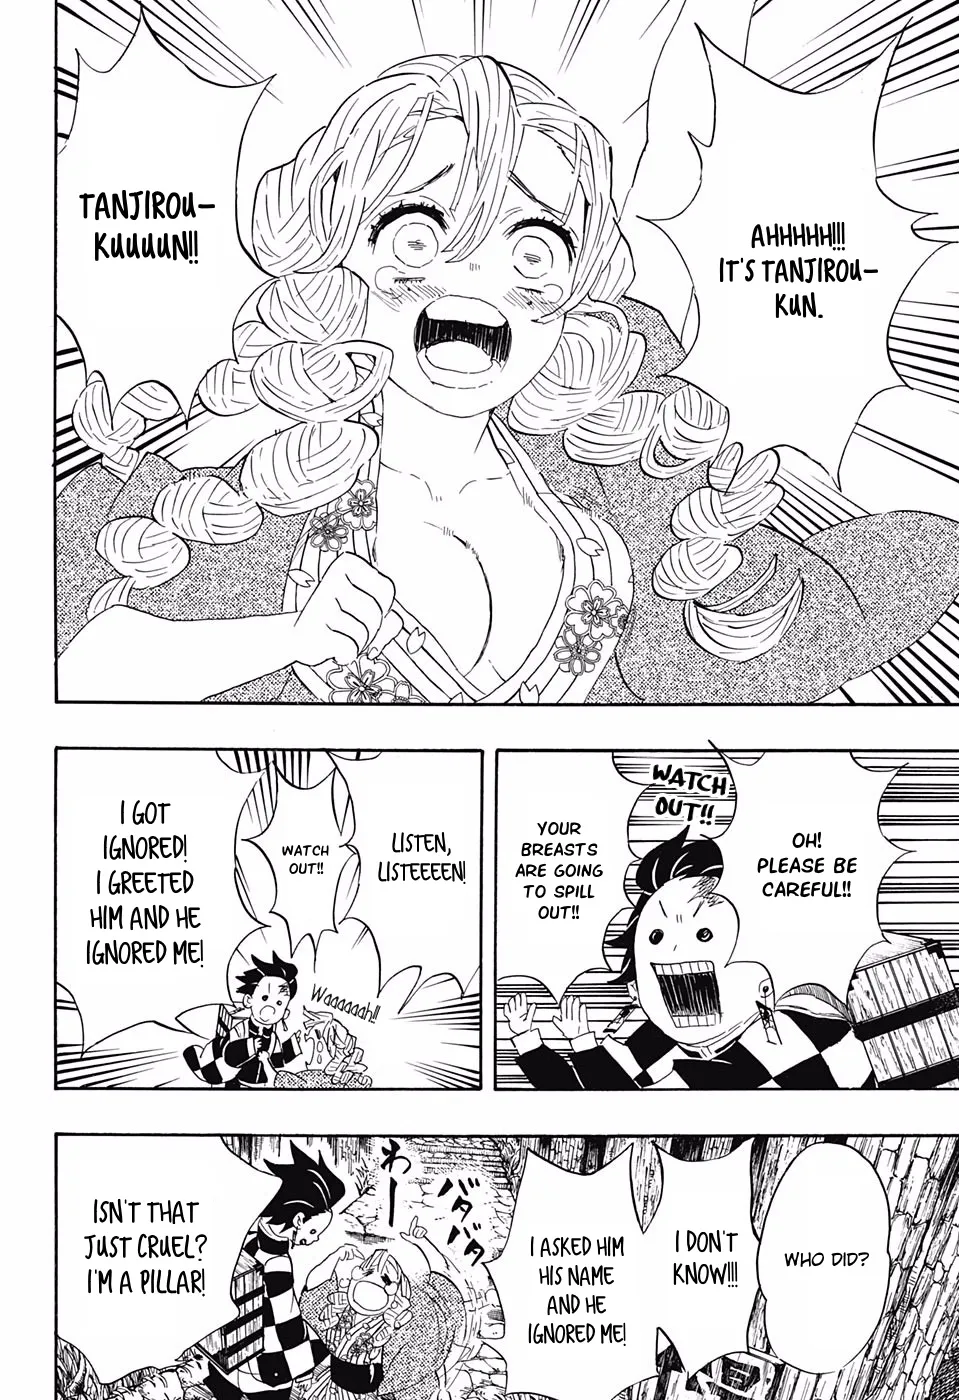 AHHHHH!!!
IT'S TANJIROU-
KUN.
TANJIROU-
KUUUUN!!
OH!
PLEASE BE
CAREFUL!!
WATCH
OUT!!
YOUR
BREASTS
ARE GOING
TO SPILL
OUT!!
LISTEN,
LISTEEEEN!
WATCH
OUT!!
Waaaaaah!!
I GOT
IGNORED!
I GREETED
HIM AND HE
IGNORED ME!
WHO DID?
I DON'T
KNOW!!!
I ASKED HIM
HIS NAME
AND HE
IGNORED ME!
バタ
バタ
わーー
ISN'T THAT
JUST CRUEL?
I'M A PILLAR!